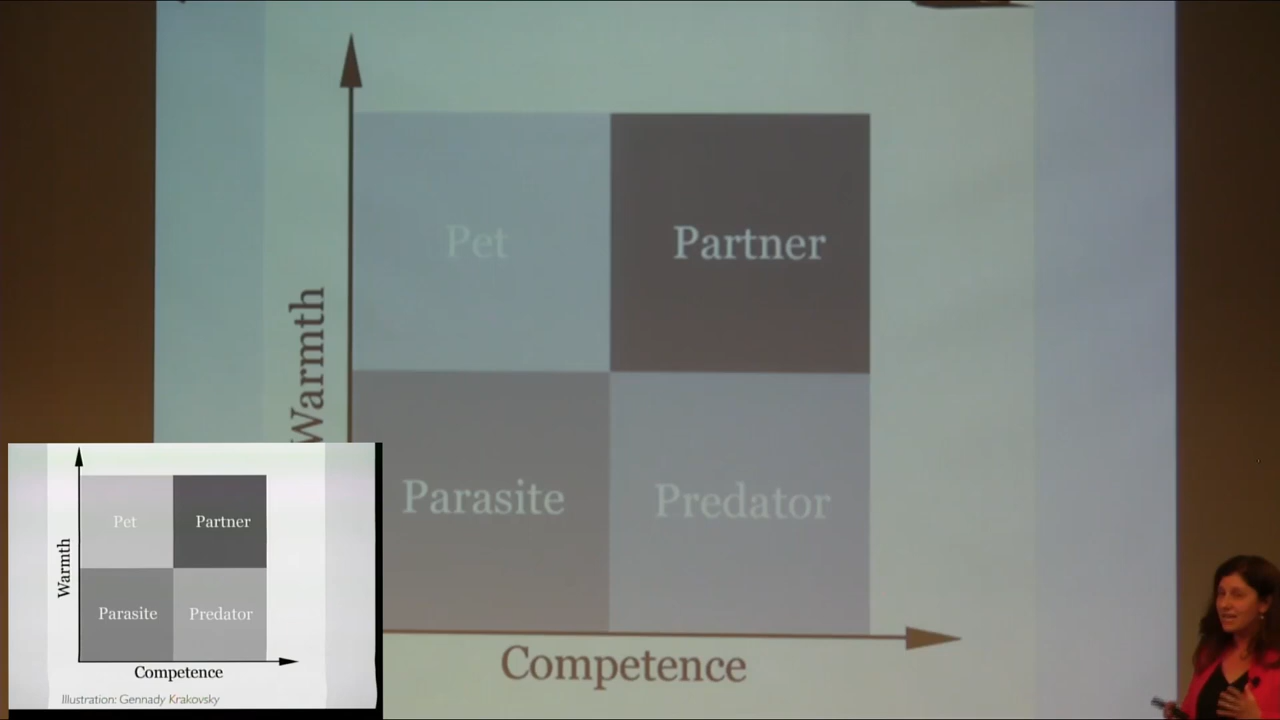 Pet
Partner
Warmth
Parasite
Predator
Competence
Pet
Partner
Warmth
Parasite
Predator
Competence
Illustration: Gennady Krakovsky